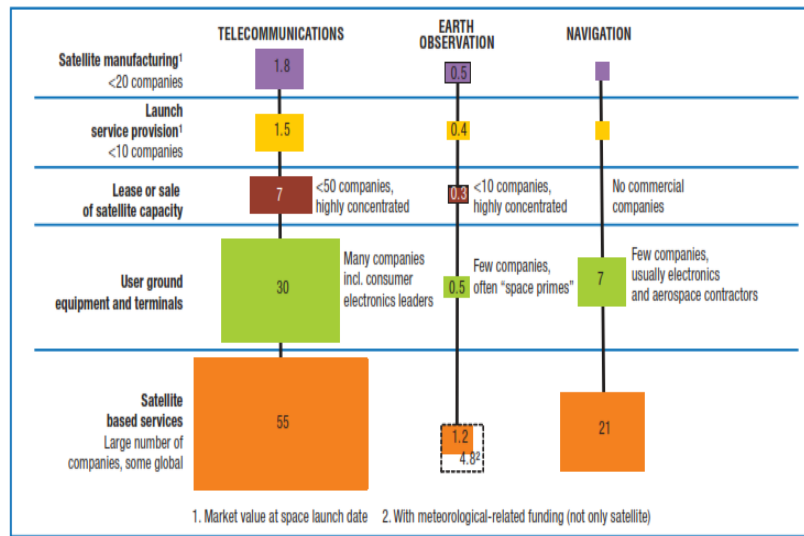 TELECOMMUNICATIONS
EARTH
OBSERVATION
NAVIGATION
Satellite manufacturing¹
<20 companies
1.8
0.5
Launch
service provision¹
<10 companies
1.5
0.4
Lease or sale
of satellite capacity
7
<50 companies,
highly concentrated
0.3
<10 companies,
highly concentrated
No commercial
companies
User ground
equipment and terminals
30
Many companies
incl. consumer
electronics leaders
0.5
Few companies,
often "space primes"
7
Few companies,
usually electronics
and aerospace contractors
Satellite
based services
Large number of
companies, some global
55
1.2
4.8²
21
1. Market value at space launch date 2. With meteorological-related funding (not only satellite)